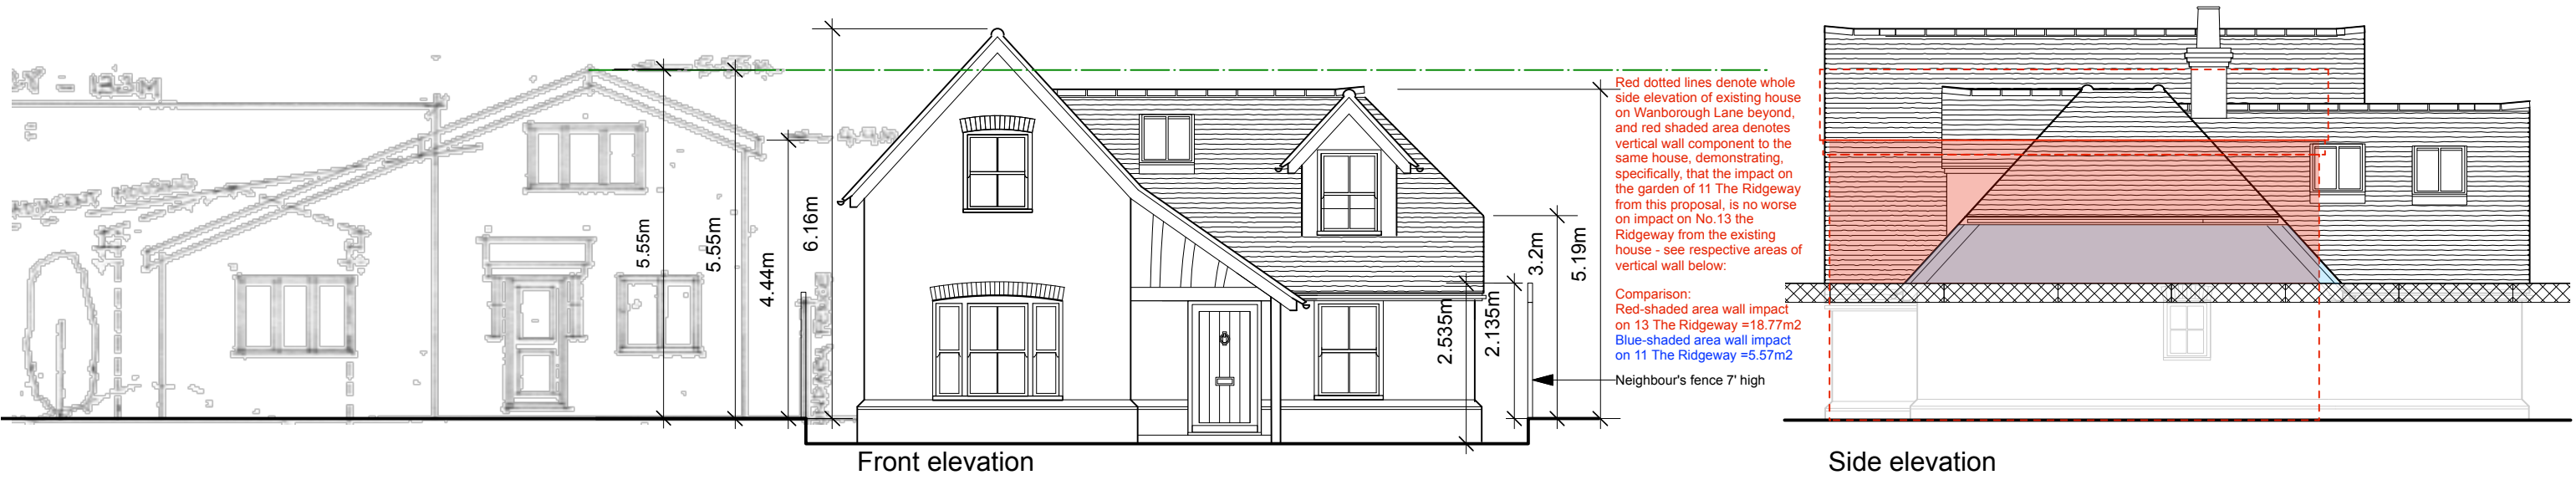 - 13.3M
5.55m
5.55m
4.44m
6.16m
2.535m
2.135m
3.2m
5.19m
Front elevation
Red dotted lines denote whole
side elevation of existing house
on Wanborough Lane beyond,
and red shaded area denotes
vertical wall component to the
same house, demonstrating,
specifically, that the impact on
the garden of 11 The Ridgeway
from this proposal, is no worse
on impact on No.13 the
Ridgeway from the existing
house - see respective areas of
vertical wall below:
Comparison:
Red-shaded area wall impact
on 13 The Ridgeway =18.77m2
Blue-shaded area wall impact
on 11 The Ridgeway =5.57m2
Neighbour's fence 7' high
Side elevation